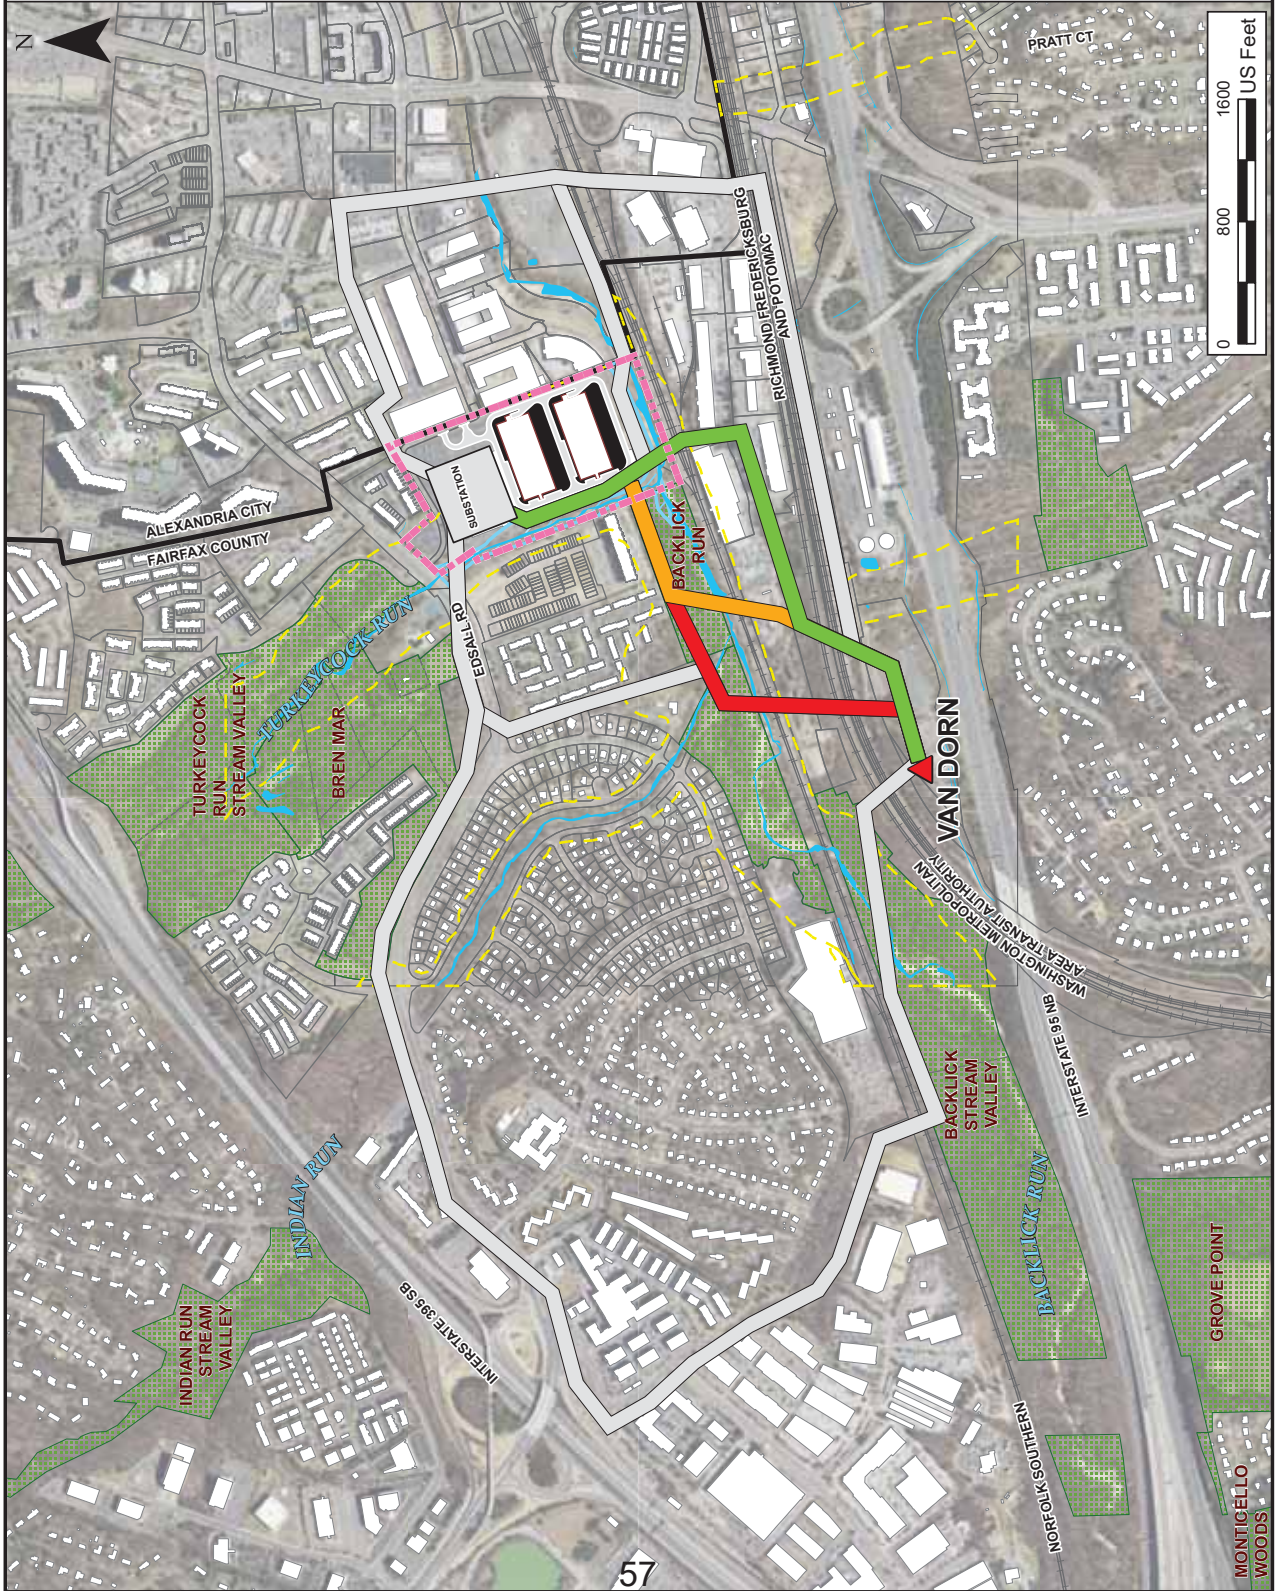 N
PRATT CT
0 800 1600
US Feet
ALEXANDRIA CITY
FAIRFAX COUNTY
RICHMOND FREDERICKSBURG
AND POTOMAC
SUBSTATION
BACKLICK
RUN
EDSALL RD
TURKEYCOCK RUN
TURKEYCOCK
RUN
STREAM VALLEY
BREN MAR
VAN DORN
WASHINGTON METROPOLITAN
AREA TRANSIT AUTHORITY
INTERSTATE 95 NB
BACKLICK
STREAM
VALLEY
BACKLICK RUN
INDIAN RUN
INDIAN RUN
STREAM
VALLEY
INTERSTATE 395 SB
GROVE POINT
NORFOLK SOUTHERN
MONTICELLO
WOODS
57